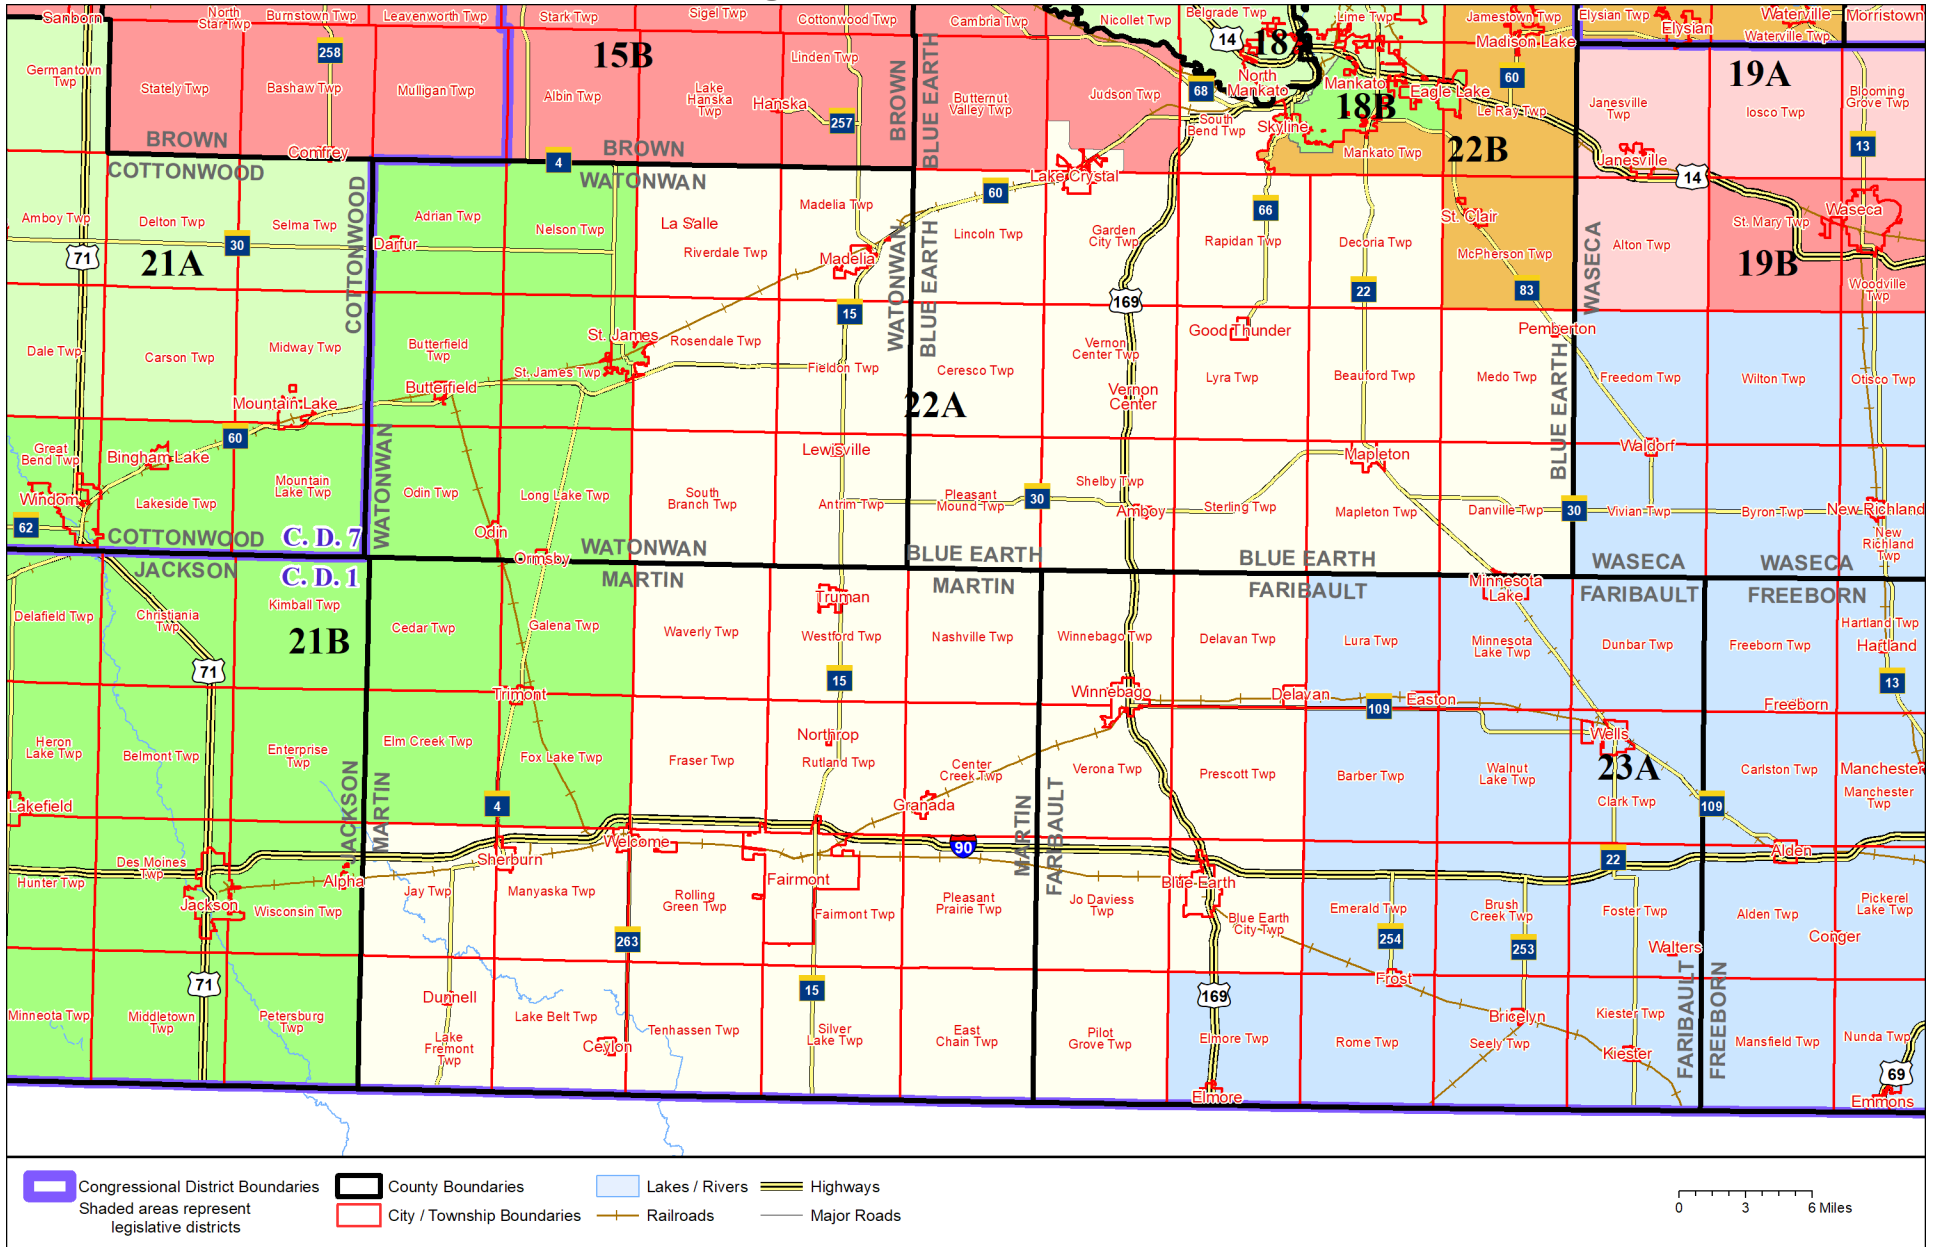 Sanborn
North
Star Twp
Burnstown Twp
Leavenworth Twp
Stark Twp
Sigel Twp
Cottonwood Twp
Cambria Twp
Nicollet Twp
Belgrade Twp
Lime Twp
Jamestown Twp
Elysian Twp
Waterville
Morristown
Elysian
Waterville Twp
Madison Lake
14
18A
258
15B
Linden Twp
19A
Germantown
Twp
Stately Twp
Bashaw Twp
Mulligan Twp
Albin Twp
Lake
Hanska
Twp
Hanska
257
BROWN
BLUE EARTH
Butternut
Valley Twp
Judson Twp
68
North
Mankato
Mankato
Eagle Lake
60
18B
Le Ray Twp
Janesville
Twp
Iosco Twp
Blooming
Grove Twp
South
Bend Twp
Skyline
Mankato Twp
22B
13
BROWN
COTTONWOOD
Comfrey
4
BROWN
WATONWAN
Lake Crystal
Janesville
14
Amboy Twp
Delton Twp
Selma Twp
COTTONWOOD
Adrian Twp
Nelson Twp
La Salle
Madelia Twp
60
66
St. Clair
St. Mary Twp
Waseca
71
30
21A
Darfur
Riverdale Twp
Madelia
WATONWAN
BLUE EARTH
Lincoln Twp
Garden
City Twp
Rapidan Twp
Decoria Twp
McPherson Twp
WASECA
Alton Twp
19B
Woodville
Twp
15
169
22
83
Dale Twp
Carson Twp
Midway Twp
Butterfield
Twp
St. James
Rosendale Twp
Good Thunder
Pemberton
St. James Twp
Fieldon Twp
Ceresco Twp
Vernon
Center Twp
Lyra Twp
Beauford Twp
Medo Twp
Freedom Twp
Wilton Twp
Otisco Twp
Butterfield
Mountain Lake
22A
Vernon
Center
BLUE EARTH
Great
Bend Twp
Bingham Lake
60
WATONWAN
Lewisville
Mapleton
Waldorf
Windom
Lakeside Twp
Mountain
Lake Twp
Odin Twp
Long Lake Twp
South
Branch Twp
Antrim Twp
Pleasant
Mound Twp
30
Shelby Twp
Amboy
Sterling Twp
Mapleton Twp
Danville Twp
30
Vivian Twp
Byron Twp
New Richland
62
Odin
New
Richland
Twp
COTTONWOOD
C. D. 7
JACKSON
C. D. 1
Ormsby
WATONWAN
MARTIN
BLUE EARTH
MARTIN
BLUE EARTH
FARIBAULT
Minnesota
Lake
WASECA
FARIBAULT
WASECA
FREEBORN
Delafield Twp
Christiania
Twp
Kimball Twp
21B
Cedar Twp
Galena Twp
Waverly Twp
Truman
Westford Twp
Nashville Twp
Winnebago Twp
Delavan Twp
Lura Twp
Minnesota
Lake Twp
Dunbar Twp
Freeborn Twp
Hartland Twp
Hartland
71
15
13
Trimont
Winnebago
Delavan
109
Easton
Freeborn
Heron
Lake Twp
Belmont Twp
Enterprise
Twp
Elm Creek Twp
Fox Lake Twp
Fraser Twp
Northrop
Rutland Twp
Center
Creek Twp
Verona Twp
Prescott Twp
Barber Twp
Walnut
Lake Twp
Wells
23A
Clark Twp
Carlston Twp
Manchester
Manchester
Twp
Lakefield
JACKSON
MARTIN
4
Granada
MARTIN
FARIBAULT
109
Des Moines
Twp
Hunter Twp
Alpha
Sherburn
Welcome
90
22
Alden
Jackson
Wisconsin Twp
Jay Twp
Manyaska Twp
Rolling
Green Twp
Fairmont
Fairmont Twp
Pleasant
Prairie Twp
Jo Daviess
Twp
Blue Earth
Blue Earth
City Twp
Emerald Twp
Brush
Creek Twp
Foster Twp
Alden Twp
Pickerel
Lake Twp
263
254
253
Walters
Conger
71
15
169
Frost
FARIBAULT
FREEBORN
Minneota Twp
Middletown
Twp
Petersburg
Twp
Dunnell
Lake
Fremont
Twp
Lake Belt Twp
Ceylon
Tenhassen Twp
Silver
Lake Twp
East
Chain Twp
Pilot
Grove Twp
Elmore Twp
Rome Twp
Bricelyn
Seely Twp
Kiester Twp
Kiester
Mansfield Twp
Nunda Twp
69
Elmore
Emmons
Congressional District Boundaries
Shaded areas represent
legislative districts
County Boundaries
City / Township Boundaries
Lakes / Rivers
Railroads
Highways
Major Roads
0 3 6 Miles